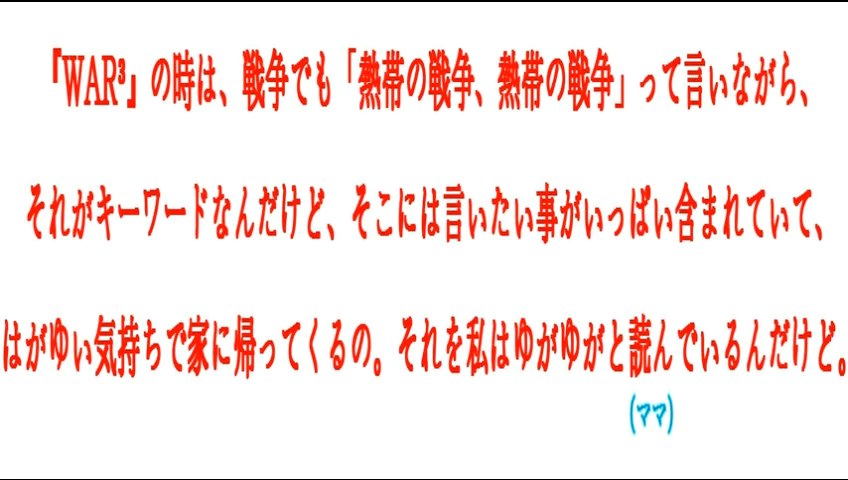 『WAR³』の時は、戦争でも「熱帯の戦争、熱帯の戦争」って言いながら、
それがキーワードなんだけど、そこには言いたい事がいっぱい含まれていて、
はがゆい気持ちで家に帰ってくるの。それを私はゆがゆがと読んでいるんだけど。
(ママ)